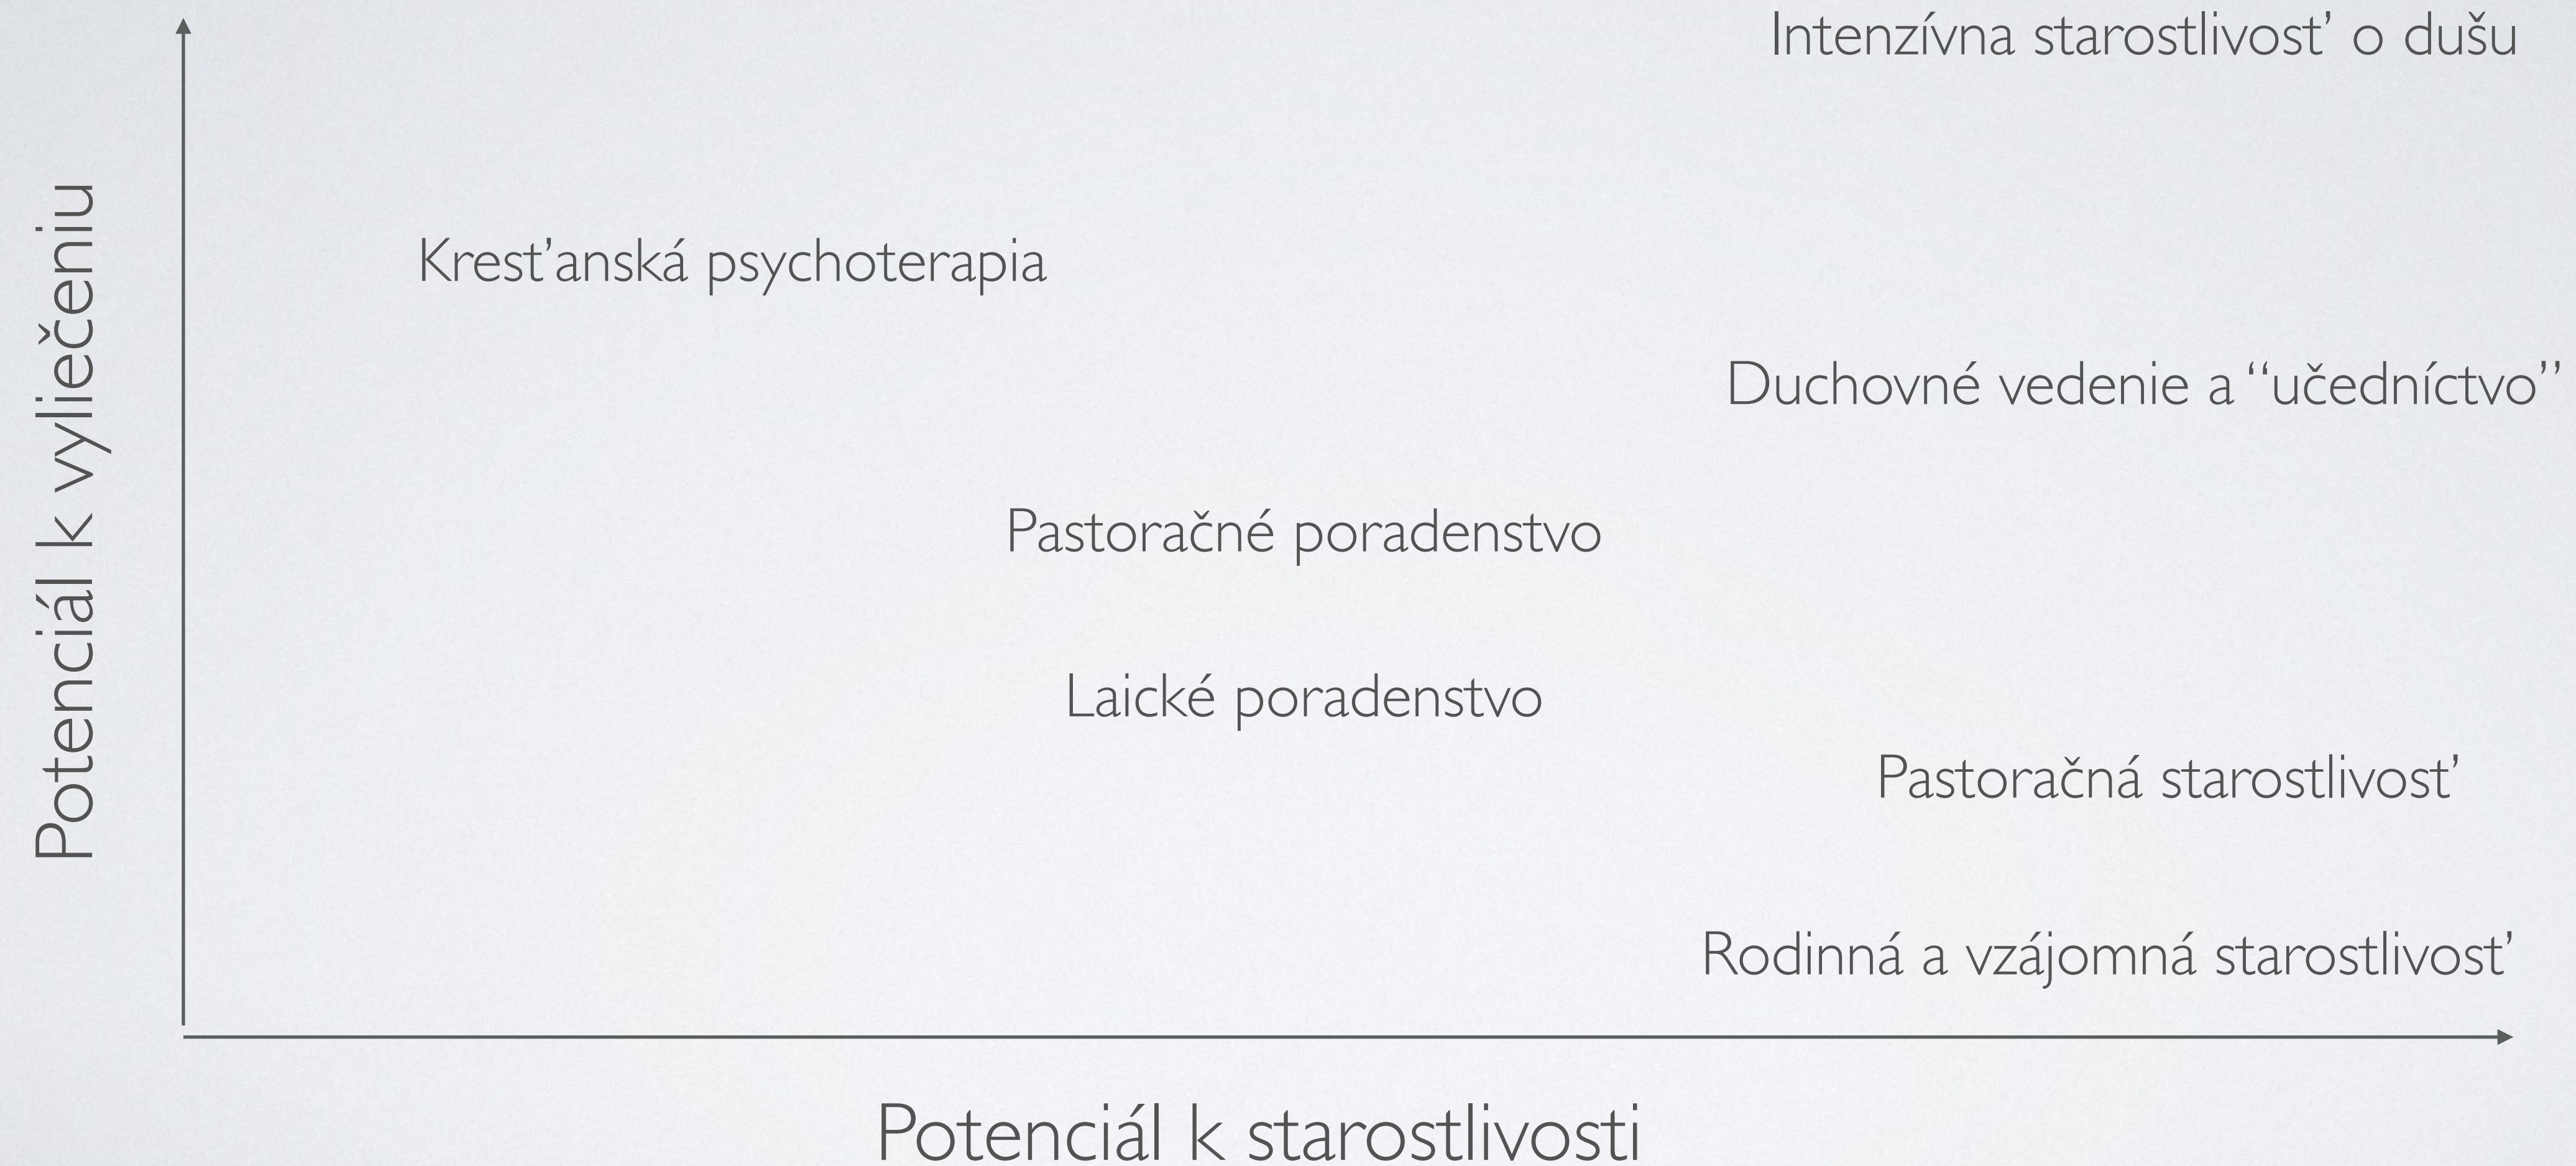 Intenzívna starostlivosť o dušu
Potenciál k vyliečeniu
Kresťanská psychoterapia
Duchovné vedenie a “učedníctvo”
Pastoračné poradenstvo
Laické poradenstvo
Pastoračná starostlivosť
Rodinná a vzájomná starostlivosť
Potenciál k starostlivosti